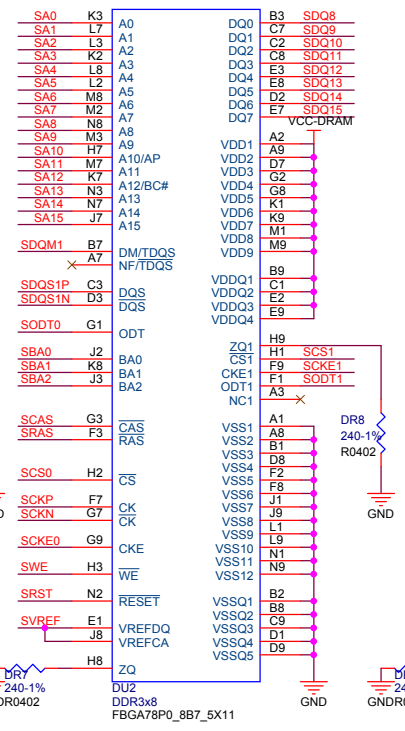 SA0 K3 A0 DQ0 B3 SDQ8
SA1 L7 A1 DQ1 C7 SDQ9
SA2 L3 A2 DQ2 C2 SDQ10
SA3 K2 A3 DQ3 C8 SDQ11
SA4 L8 A4 DQ4 E3 SDQ12
SA5 L2 A5 DQ5 E8 SDQ13
SA6 M8 A6 DQ6 D2 SDQ14
SA7 M2 A7 DQ7 E7 SDQ15
VCC-DRAM
SA8 N8 A8
SA9 M3 A9 VDD1 A2
SA10 H7 A10/AP VDD2 A9
SA11 M7 A11 VDD3 D7
SA12 K7 A12/BC# VDD4 G2
SA13 N3 A13 VDD5 G8
SA14 N7 A14 VDD6 K1
SA15 J7 A15 VDD7 K9
VDD8 M1
SDQM1 B7 DM/TDQS VDD9 M9
A7 NF/TDQS
VDDQ1 B9
SDQS1P C3 DQS VDDQ2 C1
SDQS1N D3 DQS VDDQ3 E2
VDDQ4 E9
SODT0 G1 ODT
ZQ1 H9
SBA0 J2 BA0 CS1 H1 SCS1
SBA1 K8 BA1 CKE1 F9 SCKE1
SBA2 J3 BA2 ODT1 F1 SODT1
NC1 A3
SCAS G3 CAS VSS1 A1
SRAS F3 RAS VSS2 A8
VSS3 B1
VSS4 D8
SCS0 H2 CS VSS5 F2
VSS6 F8
SCKP F7 CK VSS7 J1
SCKN G7 CK VSS8 J9
VSS9 L1
SCKE0 G9 CKE VSS10 L9
VSS11 N1
SWE H3 WE VSS12 N9
SRST N2 RESET VSSQ1 B2
VSSQ2 B8
SVREF E1 VREFDQ VSSQ3 C9
J8 VREFCA VSSQ4 D1
VSSQ5 D9
H8 ZQ
DR8
240-1%
R0402
GND
DR7
240-1%
R0402
DU2
DDR3x8
FBGA78P0_8B7_5X11
GND
GND